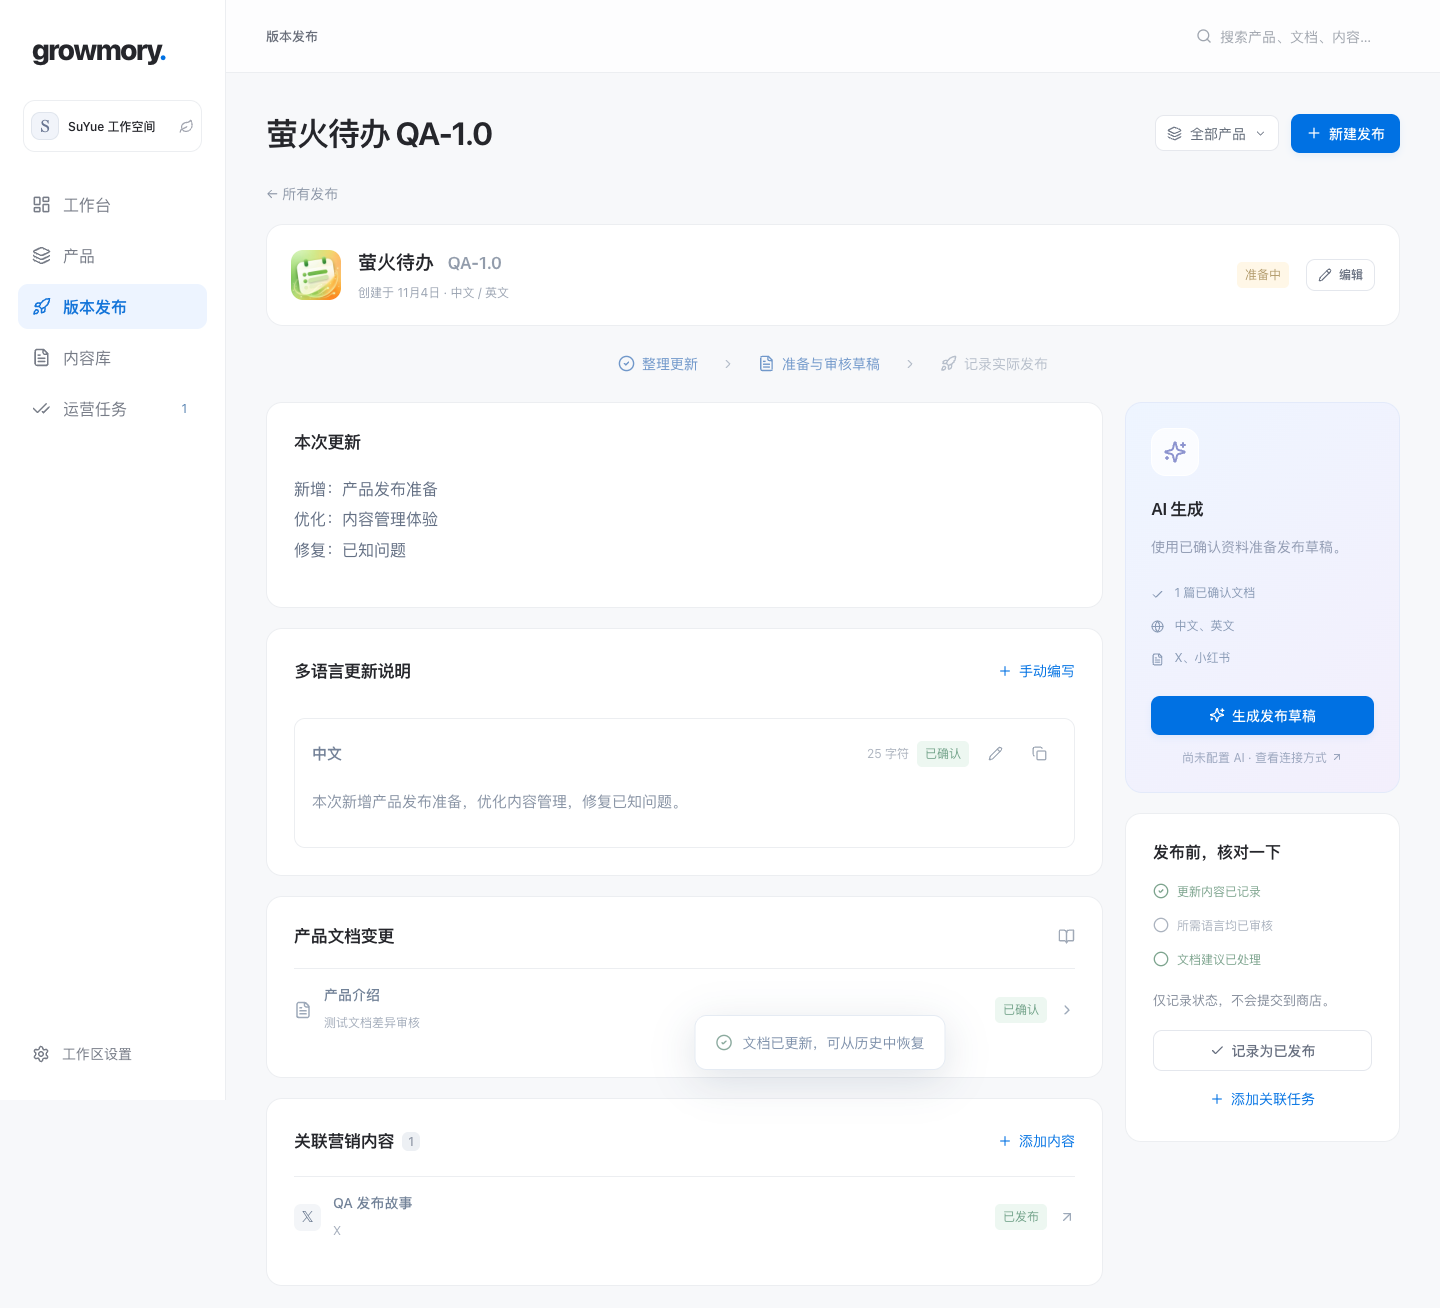 growmory.
S SuYue 工作空间
工作台
产品
版本发布
内容库
运营任务 1
工作区设置
版本发布
搜索产品、文档、内容...
萤火待办 QA-1.0
全部产品
+ 新建发布
← 所有发布
萤火待办 QA-1.0
创建于 11月4日 · 中文 / 英文
准备中
编辑
整理更新 > 准备与审核草稿 > 记录实际发布
本次更新
新增：产品发布准备
优化：内容管理体验
修复：已知问题
多语言更新说明
+ 手动编写
中文
25 字符 已确认
本次新增产品发布准备，优化内容管理，修复已知问题。
产品文档变更
产品介绍
测试文档差异审核
已确认
文档已更新，可从历史中恢复
关联营销内容 1
+ 添加内容
𝕏 QA 发布故事
X
已发布
AI 生成
使用已确认资料准备发布草稿。
1 篇已确认文档
中文、英文
X、小红书
生成发布草稿
尚未配置 AI · 查看连接方式
发布前，核对一下
更新内容已记录
所需语言均已审核
文档建议已处理
仅记录状态，不会提交到商店。
记录为已发布
+ 添加关联任务